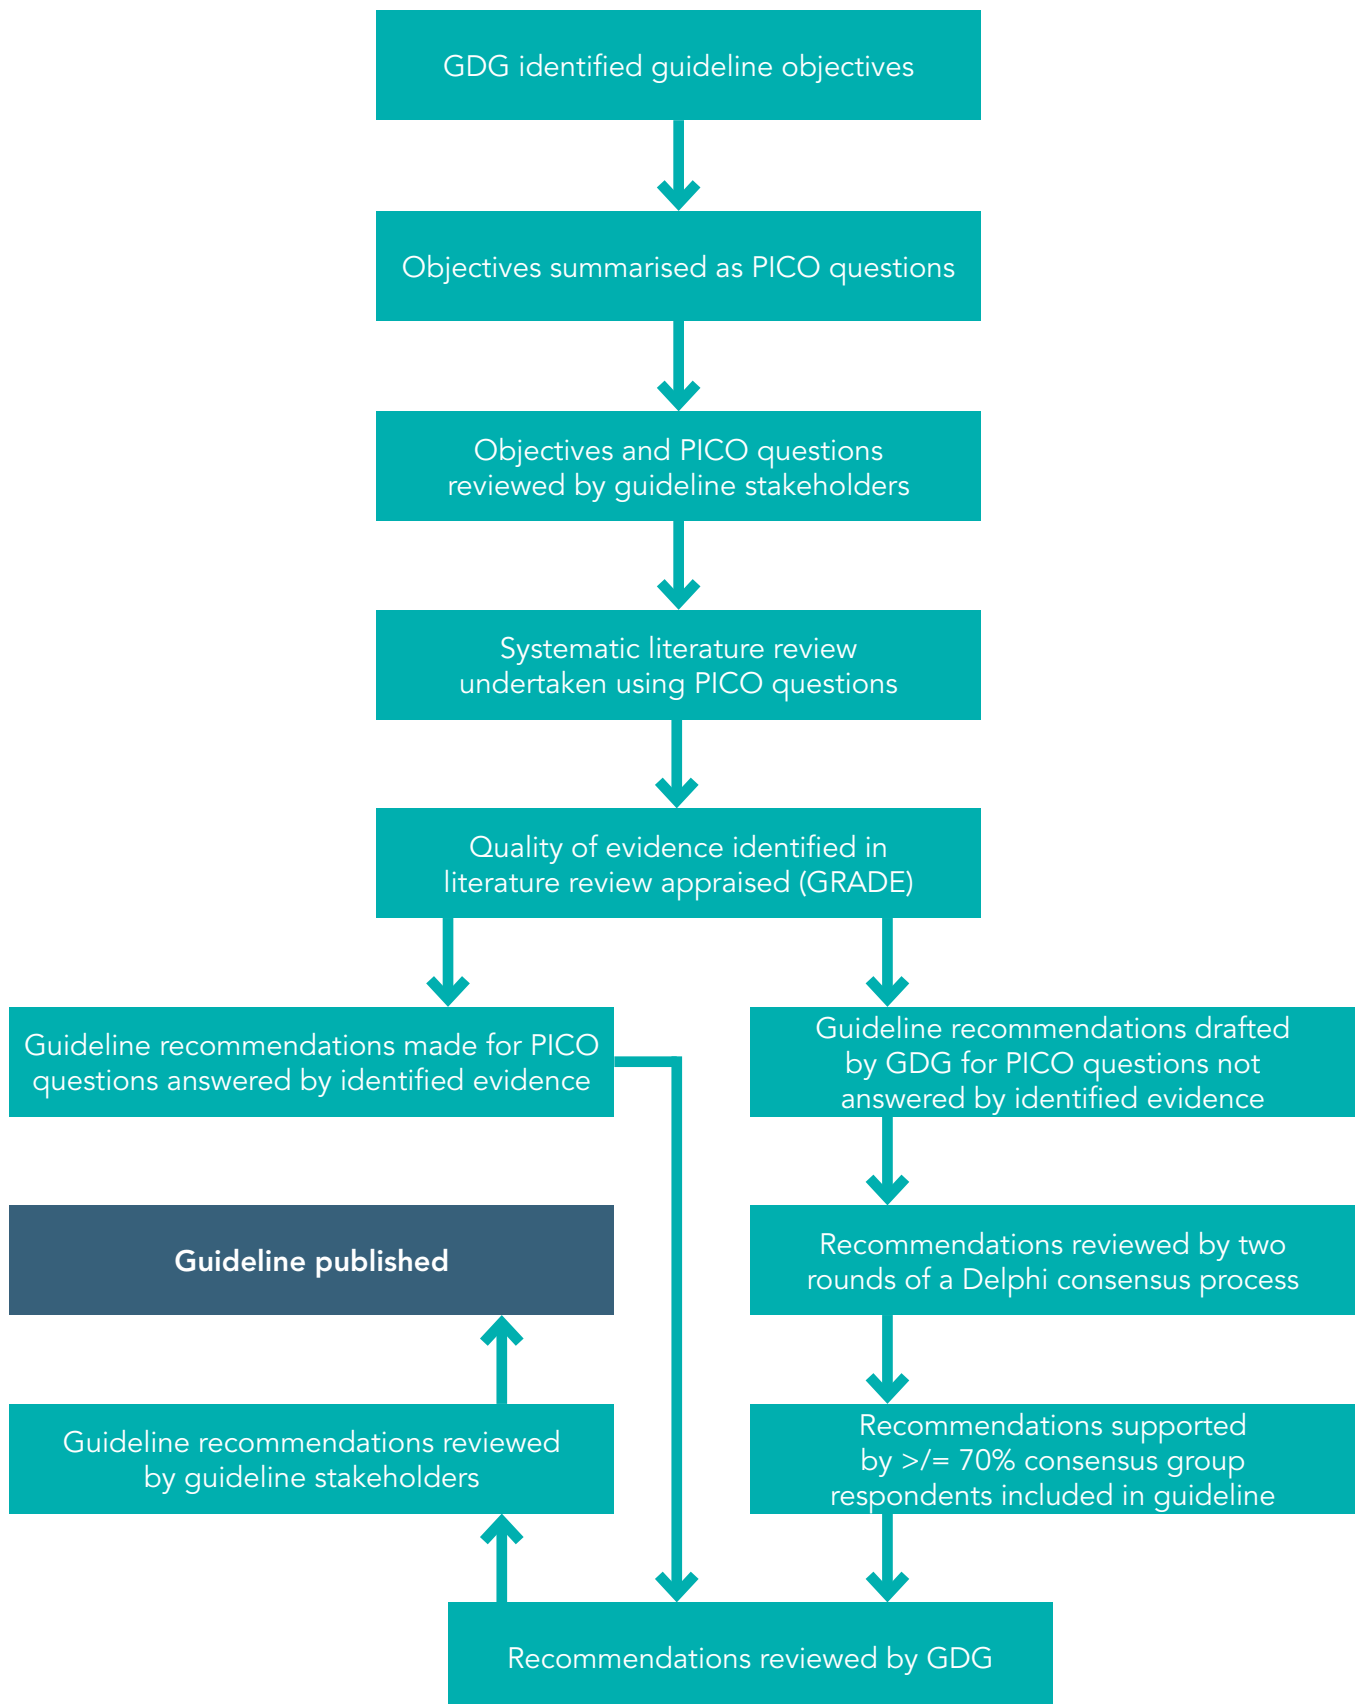 GDG identified guideline objectives
Objectives summarised as PICO questions
Objectives and PICO questions
reviewed by guideline stakeholders
Systematic literature review
undertaken using PICO questions
Quality of evidence identified in
literature review appraised (GRADE)
Guideline recommendations made for PICO
questions answered by identified evidence
Guideline recommendations drafted
by GDG for PICO questions not
answered by identified evidence
Guideline published
Recommendations reviewed by two
rounds of a Delphi consensus process
Guideline recommendations reviewed
by guideline stakeholders
Recommendations supported
by >/= 70% consensus group
respondents included in guideline
Recommendations reviewed by GDG